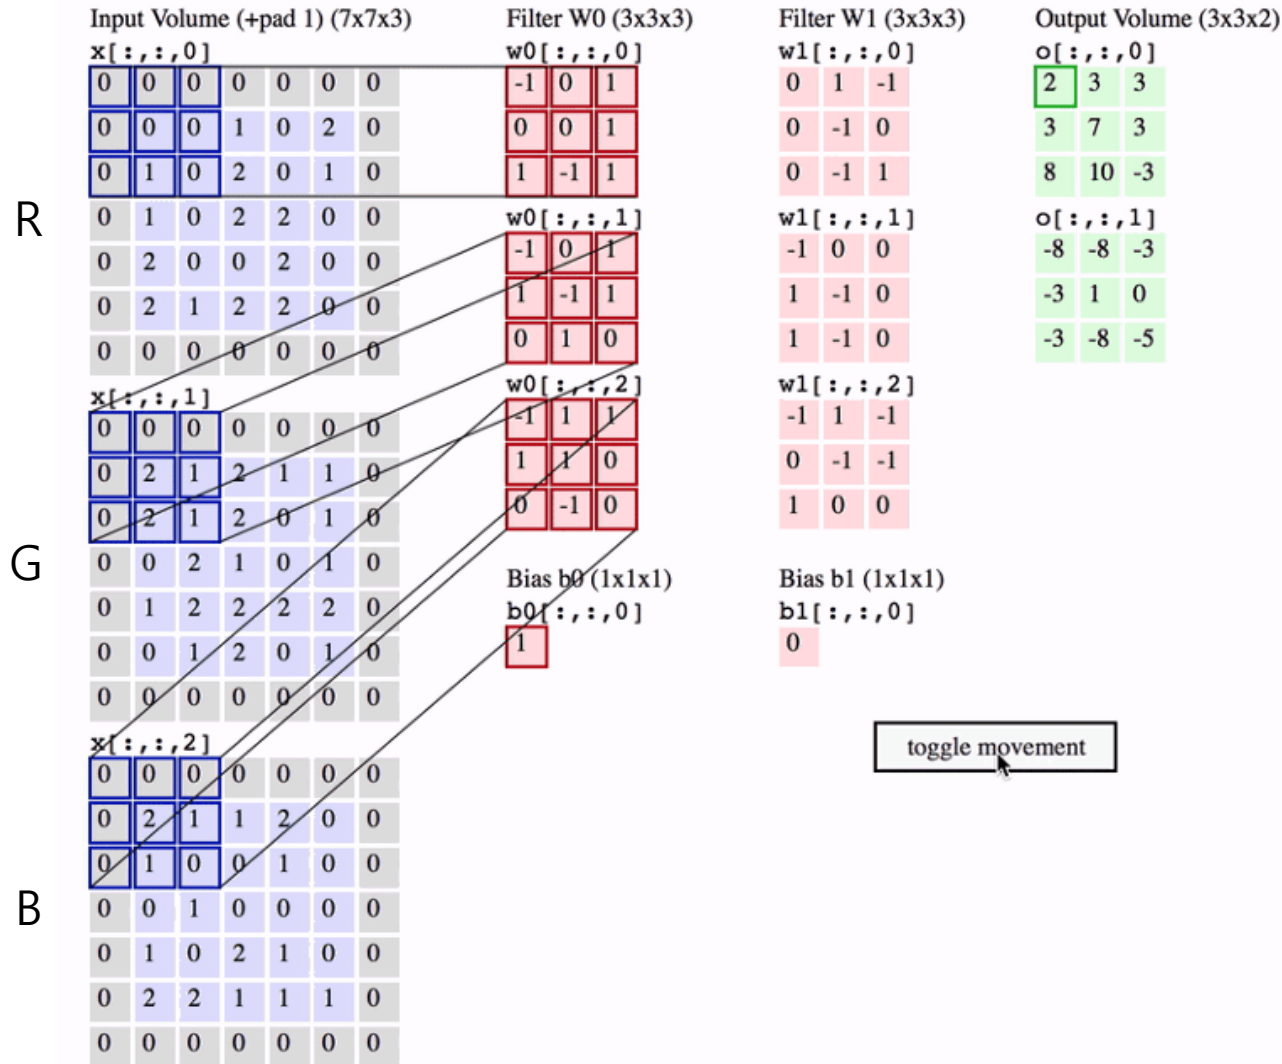 Input Volume (+pad 1) (7x7x3)
x[:,:,0]
0 0 0 0 0 0 0
0 0 0 1 0 2 0
0 1 0 2 0 1 0
0 1 0 2 2 0 0
0 2 0 0 2 0 0
0 2 1 2 2 0 0
0 0 0 0 0 0 0
R
x[:,:,1]
0 0 0 0 0 0 0
0 2 1 2 1 1 0
0 2 1 2 0 1 0
0 0 2 1 0 1 0
0 1 2 2 2 2 0
0 0 1 2 0 1 0
0 0 0 0 0 0 0
G
x[:,:,2]
0 0 0 0 0 0 0
0 2 1 1 2 0 0
0 1 0 0 1 0 0
0 0 1 0 0 0 0
0 1 0 2 1 0 0
0 2 2 1 1 1 0
0 0 0 0 0 0 0
B
Filter W0 (3x3x3)
w0[:,:,0]
-1 0 1
0 0 1
1 -1 1
w0[:,:,1]
-1 0 1
1 -1 1
0 1 0
w0[:,:,2]
-1 1 1
1 1 0
0 -1 0
Bias b0 (1x1x1)
b0[:,:,0]
1
Filter W1 (3x3x3)
w1[:,:,0]
0 1 -1
0 -1 0
0 -1 1
w1[:,:,1]
-1 0 0
1 -1 0
1 -1 0
w1[:,:,2]
-1 1 -1
0 -1 -1
1 0 0
Bias b1 (1x1x1)
b1[:,:,0]
0
Output Volume (3x3x2)
o[:,:,0]
2 3 3
3 7 3
8 10 -3
o[:,:,1]
-8 -8 -3
-3 1 0
-3 -8 -5
toggle movement